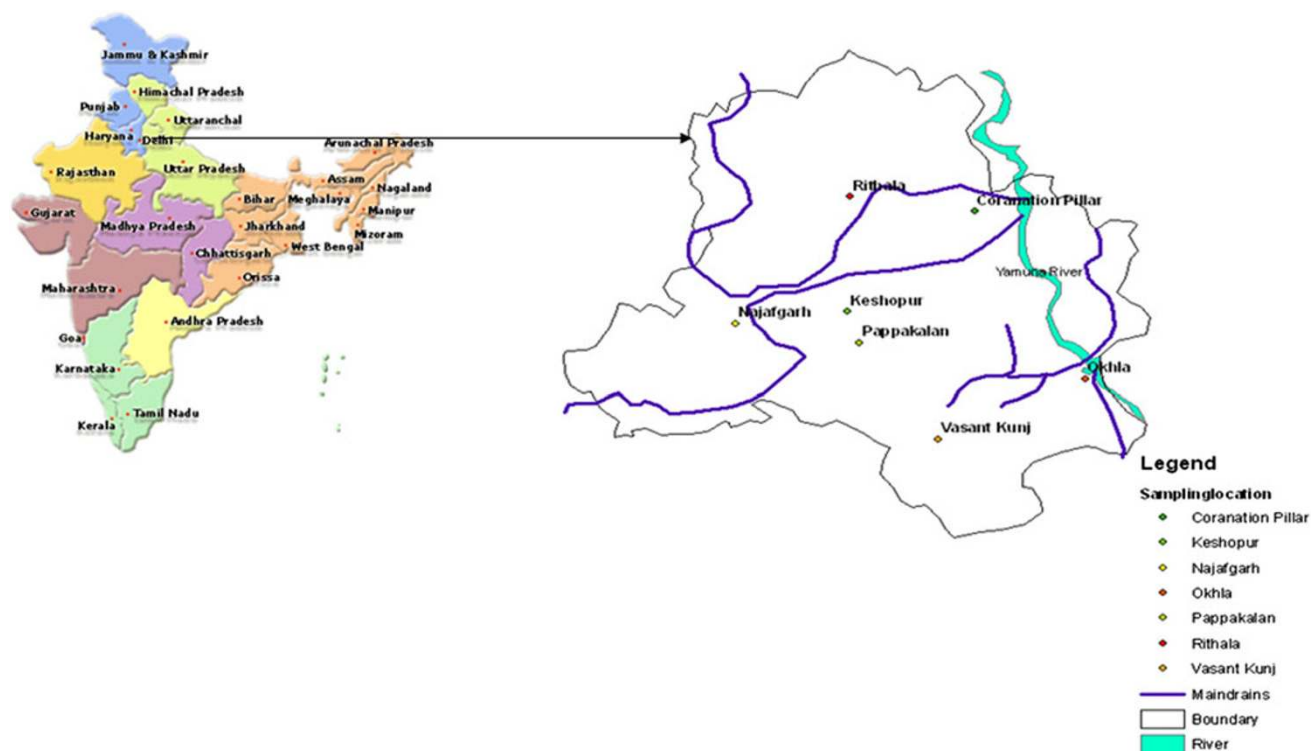 Jammu & Kashmir
Himachal Pradesh
Punjab
Uttaranchal
Haryana
Delhi
Arunachal Pradesh
Rajasthan
Uttar Pradesh
Assam
Nagaland
Bihar
Meghalaya
Gujarat
Manipur
Madhya Pradesh
Jharkhand
Mizoram
West Bengal
Chhattisgarh
Orissa
Maharashtra
Andhra Pradesh
Goa
Karnataka
Tamil Nadu
Kerala
Rithala
Coranation Pillar
Yamuna River
Keshopur
Najafgarh
Pappakalan
Okhla
Vasant Kunj
Legend
Samplinglocation
Coranation Pillar
Keshopur
Najafgarh
Okhla
Pappakalan
Rithala
Vasant Kunj
Maindrains
Boundary
River